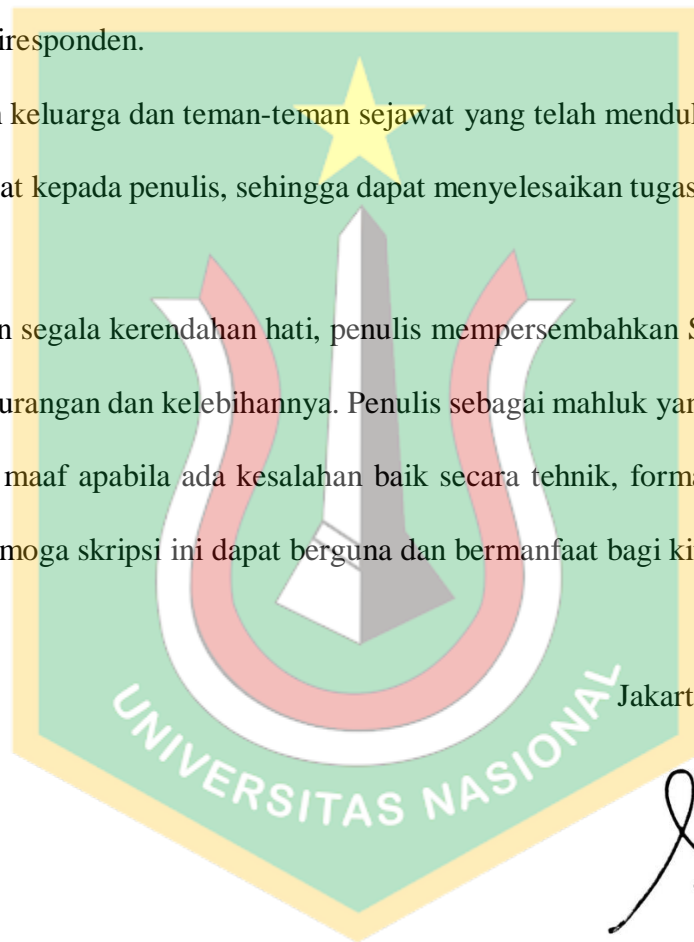 iresponden.
keluarga dan teman-teman sejawat yang telah
at kepada penulis, sehingga dapat menyelesaikan tugas
n segala kerendahan hati, penulis mempersembahkan S
urangan dan kelebihannya. Penulis sebagai mahluk yan
maaf apabila ada kesalahan baik secara tehnik, forma
moga skripsi ini dapat berguna dan bermanfaat bagi
Jakart
UNIVERSITAS NASIONAL